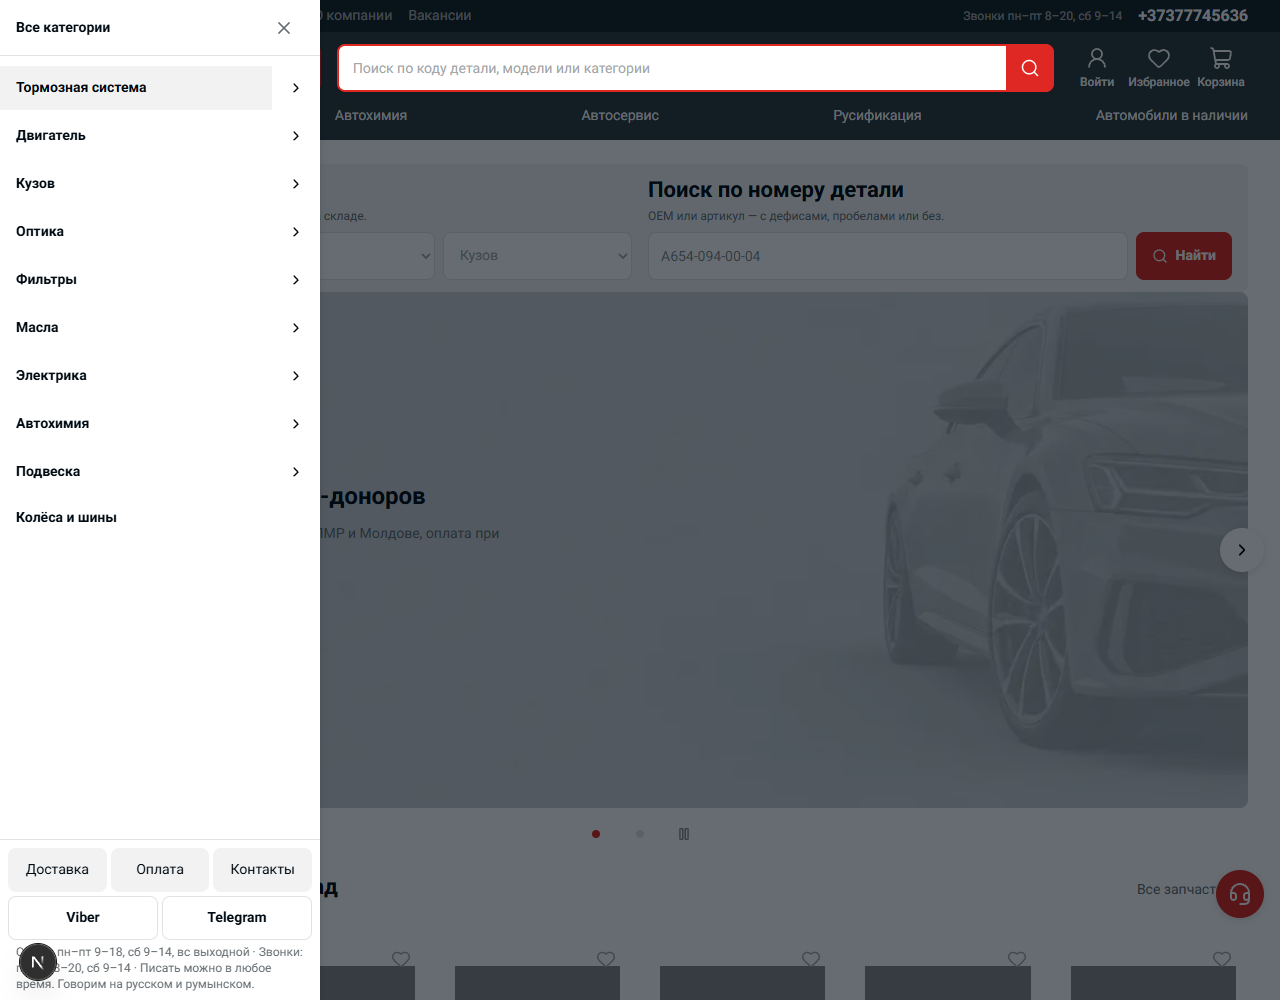 Все категории
Тормозная система
Двигатель
Кузов
Оптика
Фильтры
Масла
Электрика
Автохимия
Подвеска
Колёса и шины
Доставка Оплата Контакты
Viber Telegram
пн–пт 9–18, сб 9–14, вс выходной · Звонки:
8–20, сб 9–14 · Писать можно в любое
время. Говорим на русском и румынском.
компании Вакансии Звонки пн–пт 8–20, сб 9–14 +37377745636
Поиск по коду детали, модели или категории
Войти Избранное Корзина
Автохимия Автосервис Русификация Автомобили в наличии
складе.
Кузов
Поиск по номеру детали
OEM или артикул — с дефисами, пробелами или без.
A654-094-00-04 Найти
-доноров
ПМР и Молдове, оплата при
Все запчаст